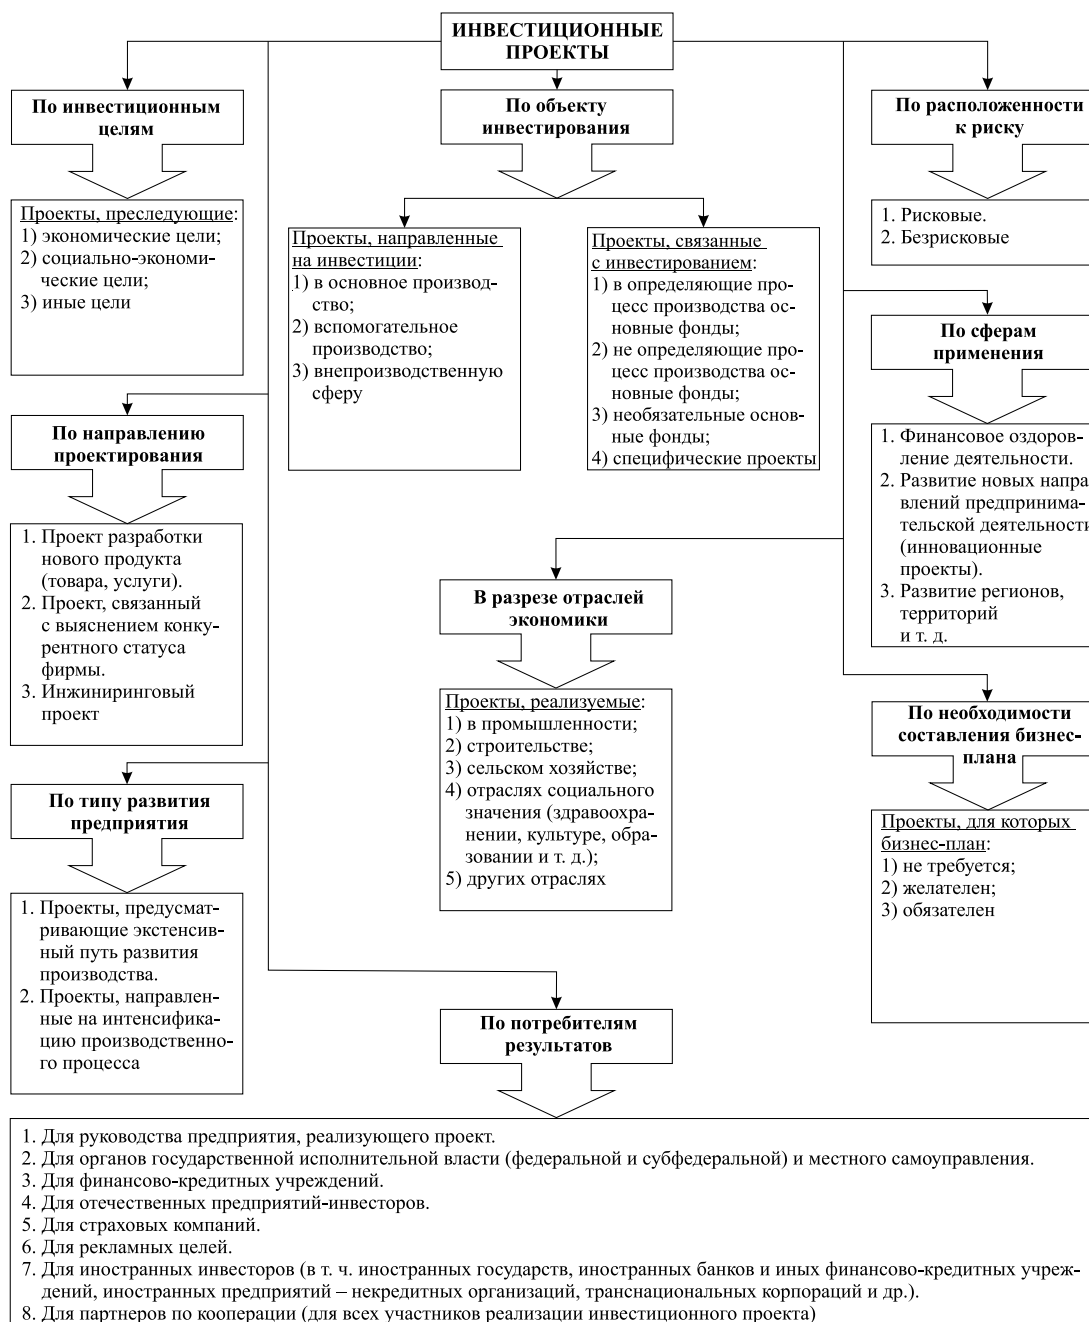 ИНВЕСТИЦИОННЫЕ
ПРОЕКТЫ
По инвестиционным
целям
Проекты, преследующие:
1) экономические цели;
2) социально-экономи-
ческие цели;
3) иные цели
По объекту
инвестирования
Проекты, направленные
на инвестиции:
1) в основное производ-
ство;
2) вспомогательное
производство;
3) внепроизводственную
сферу
Проекты, связанные
с инвестированием:
1) в определяющие про-
цесс производства ос-
новные фонды;
2) не определяющие про-
цесс производства ос-
новные фонды;
3) необязательные основ-
ные фонды;
4) специфические проекты
По расположенности
к риску
1. Рисковые.
2. Безрисковые
По сферам
применения
1. Финансовое оздоров-
ление деятельности.
2. Развитие новых напра
влений предпринима-
тельской деятельности
(инновационные
проекты).
3. Развитие регионов,
территорий
и т. д.
По направлению
проектирования
1. Проект разработки
нового продукта
(товара, услуги).
2. Проект, связанный
с выяснением конку-
рентного статуса
фирмы.
3. Инжиниринговый
проект
В разрезе отраслей
экономики
Проекты, реализуемые:
1) в промышленности;
2) строительстве;
3) сельском хозяйстве;
4) отраслях социального
значения (здравоохра-
нении, культуре, обра-
зовании и т. д.);
5) других отраслях
По необходимости
составления бизнес-
плана
Проекты, для которых
бизнес-план:
1) не требуется;
2) желателен;
3) обязателен
По типу развития
предприятия
1. Проекты, предусмат-
ривающие экстенсив-
ный путь развития
производства.
2. Проекты, направлен-
ные на интенсифика-
цию производственно-
го процесса
По потребителям
результатов
1. Для руководства предприятия, реализующего проект.
2. Для органов государственной исполнительной власти (федеральной и субфедеральной) и местного самоуправления.
3. Для финансово-кредитных учреждений.
4. Для отечественных предприятий-инвесторов.
5. Для страховых компаний.
6. Для рекламных целей.
7. Для иностранных инвесторов (в т. ч. иностранных государств, иностранных банков и иных финансово-кредитных учреж-
дений, иностранных предприятий – некредитных организаций, транснациональных корпораций и др.).
8. Для партнеров по кооперации (для всех участников реализации инвестиционного проекта)